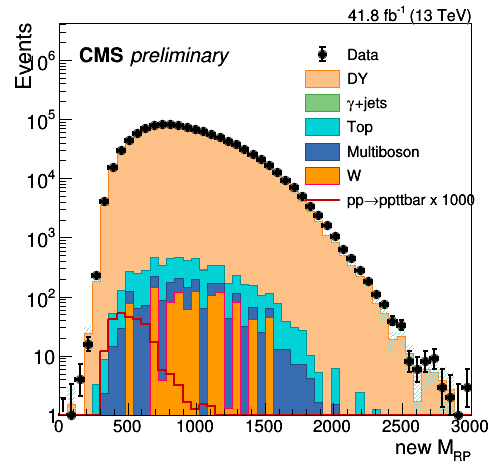 41.8 fb⁻¹ (13 TeV)
Events
CMS preliminary
Data
DY
γ+jets
Top
Multiboson
W
pp→ppttbar x 1000
10⁶
10⁵
10⁴
10³
10²
10
1
0 500 1000 1500 2000 2500 3000
new M_RP